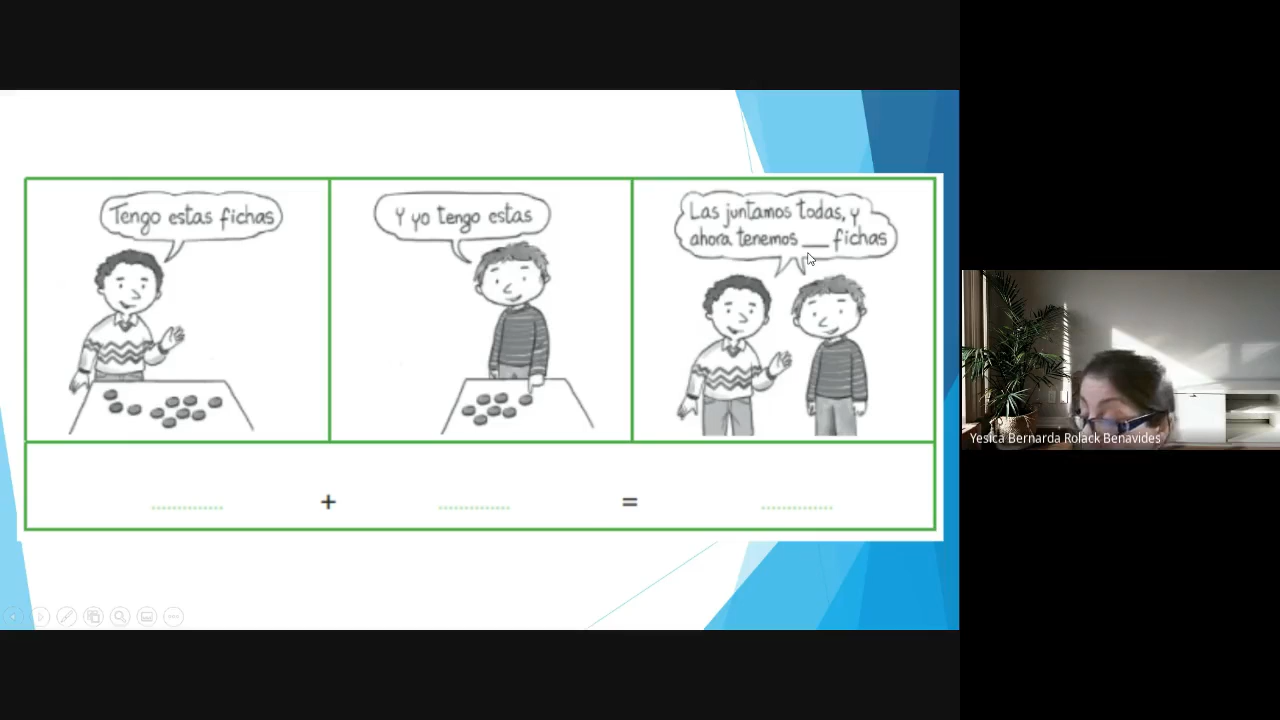 Tengo estas fichas
Y yo tengo estas
Las juntamos todas, y
ahora tenemos ___ fichas
.............. + .............. = ..............
Yesica Bernarda Rolack Benavides